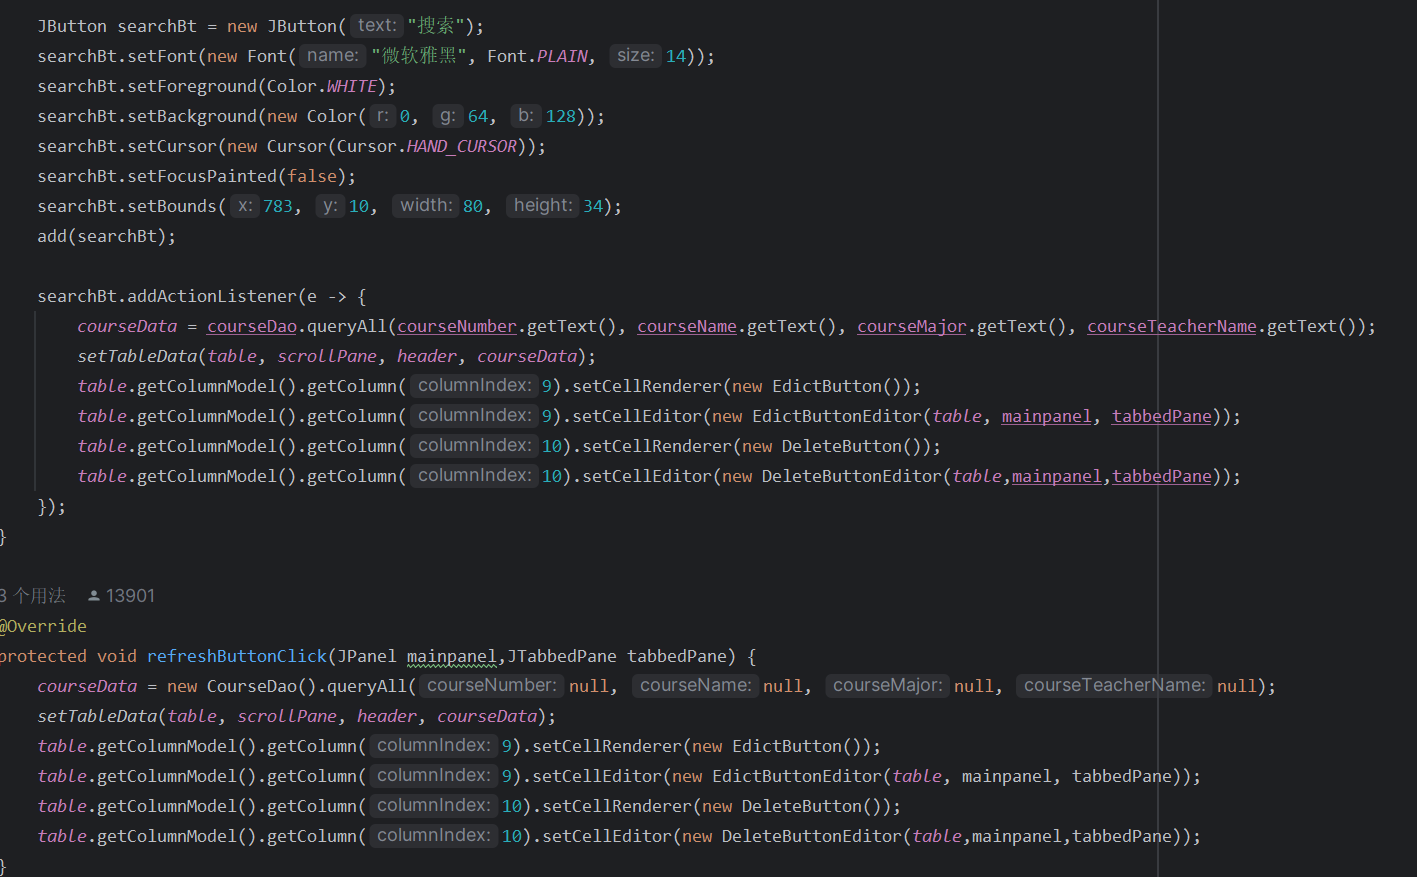 JButton searchBt = new JButton( text: "搜索");
searchBt.setFont(new Font( name: "微软雅黑", Font.PLAIN, size: 14));
searchBt.setForeground(Color.WHITE);
searchBt.setBackground(new Color( r: 0, g: 64, b: 128));
searchBt.setCursor(new Cursor(Cursor.HAND_CURSOR));
searchBt.setFocusPainted(false);
searchBt.setBounds( x: 783, y: 10, width: 80, height: 34);
add(searchBt);
searchBt.addActionListener(e -> {
courseData = courseDao.queryAll(courseNumber.getText(), courseName.getText(), courseMajor.getText(), courseTeacherName.getText());
setTableData(table, scrollPane, header, courseData);
table.getColumnModel().getColumn( columnIndex: 9).setCellRenderer(new EdictButton());
table.getColumnModel().getColumn( columnIndex: 9).setCellEditor(new EdictButtonEditor(table, mainpanel, tabbedPane));
table.getColumnModel().getColumn( columnIndex: 10).setCellRenderer(new DeleteButton());
table.getColumnModel().getColumn( columnIndex: 10).setCellEditor(new DeleteButtonEditor(table,mainpanel,tabbedPane));
});
}
3 个用法 13901
@Override
protected void refreshButtonClick(JPanel mainpanel,JTabbedPane tabbedPane) {
courseData = new CourseDao().queryAll( courseNumber: null, courseName: null, courseMajor: null, courseTeacherName: null);
setTableData(table, scrollPane, header, courseData);
table.getColumnModel().getColumn( columnIndex: 9).setCellRenderer(new EdictButton());
table.getColumnModel().getColumn( columnIndex: 9).setCellEditor(new EdictButtonEditor(table, mainpanel, tabbedPane));
table.getColumnModel().getColumn( columnIndex: 10).setCellRenderer(new DeleteButton());
table.getColumnModel().getColumn( columnIndex: 10).setCellEditor(new DeleteButtonEditor(table,mainpanel,tabbedPane));
}